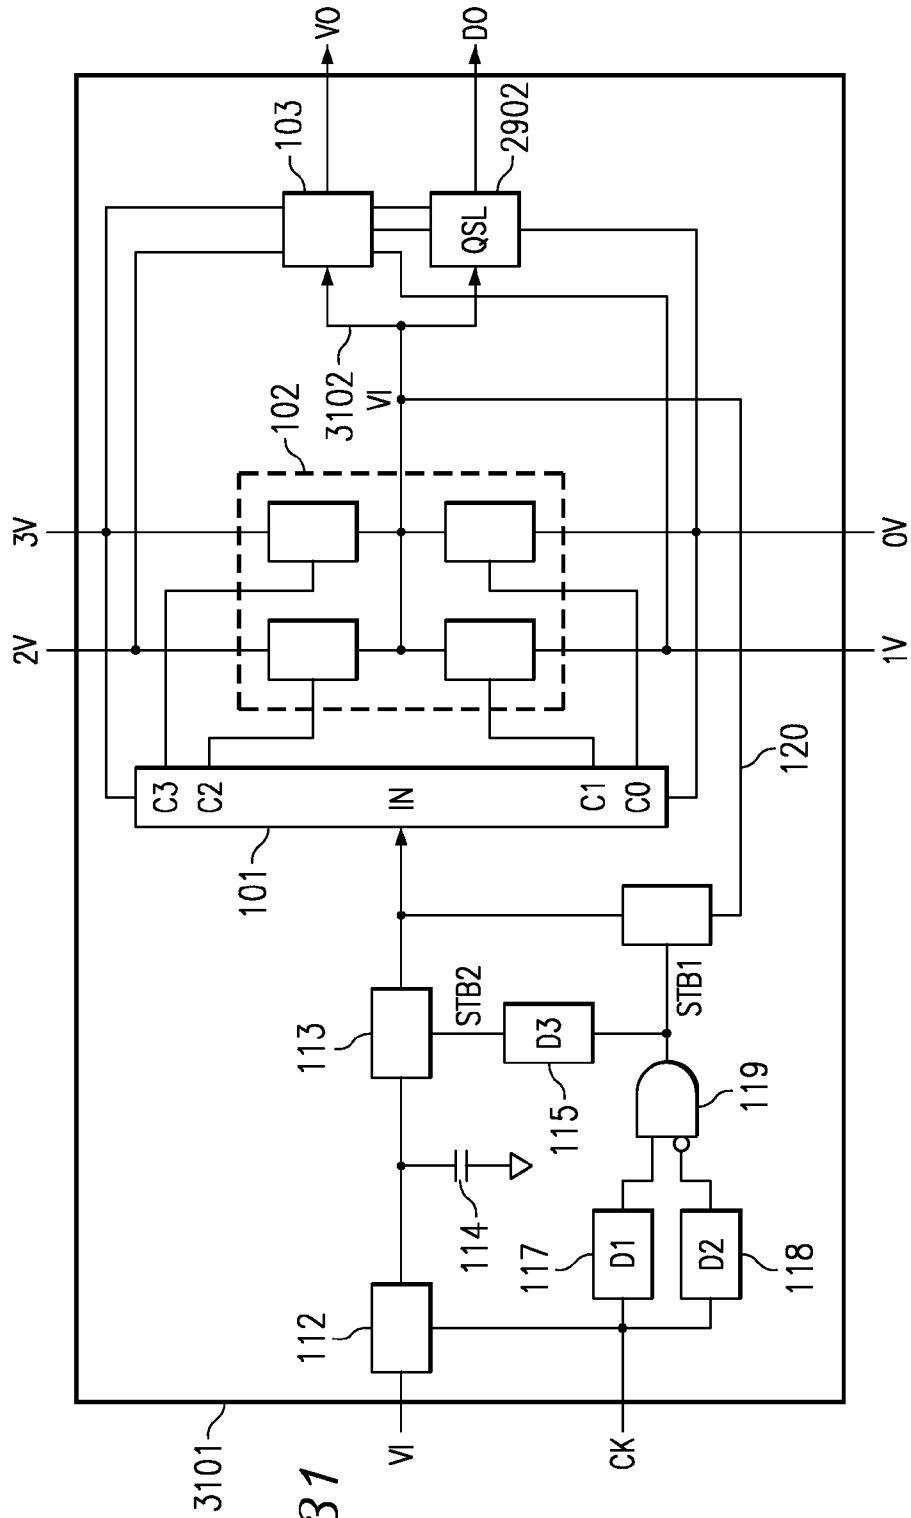 VO
DO
103
2902
QSL
3102
VI
102
3V
2V
0V
1V
C3
C2
IN
C1
C0
101
120
113
STB2
D3
115
STB1
119
114
117
D1
D2
118
112
VI
CK
3101
31